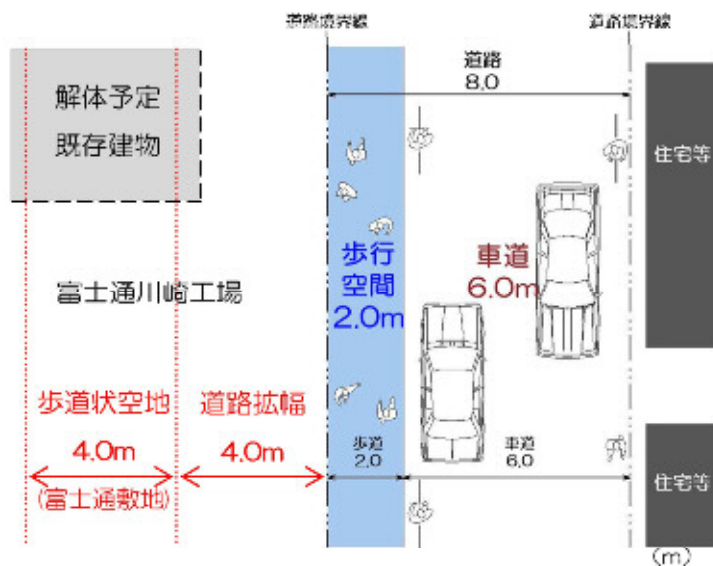 道路境界線
道路境界線
道路
8.0
解体予定
既存建物
住宅等
歩行
空間
2.0m
車道
6.0m
富士通川崎工場
歩道状空地
4.0m
(富士通敷地)
道路拡幅
4.0m
歩道
2.0
車道
6.0
住宅等
(m)